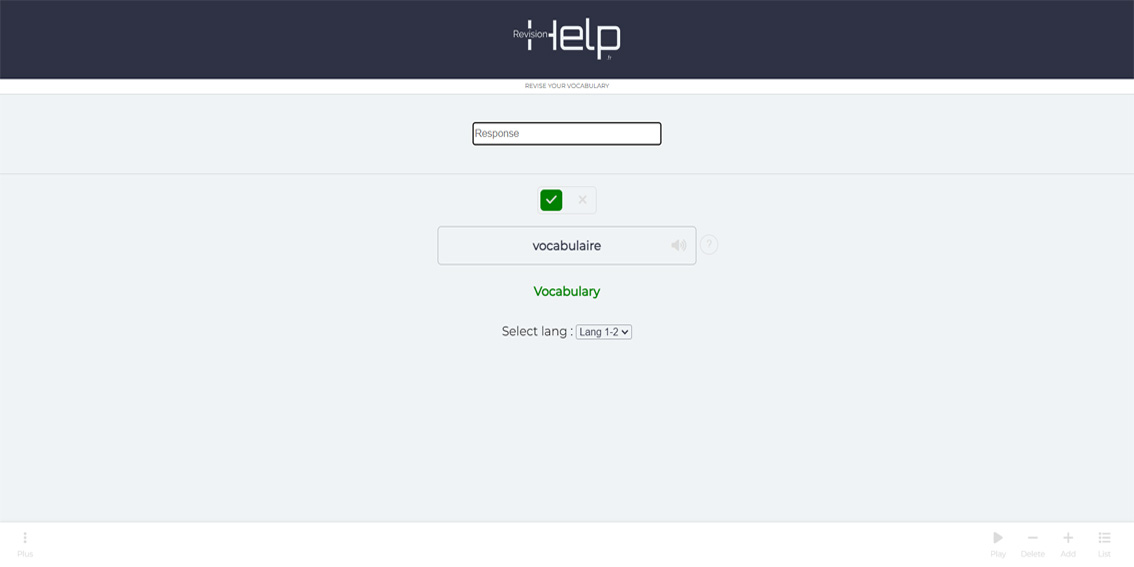 Revision Help
.fr
REVISE YOUR VOCABULARY
Response
vocabulaire
?
Vocabulary
Select lang : Lang 1-2
Plus
Play
Delete
Add
List